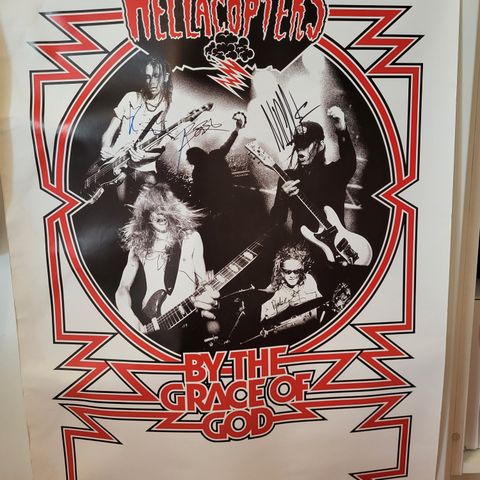 HELLACOPTERS
BY THE
GRACE OF
GOD